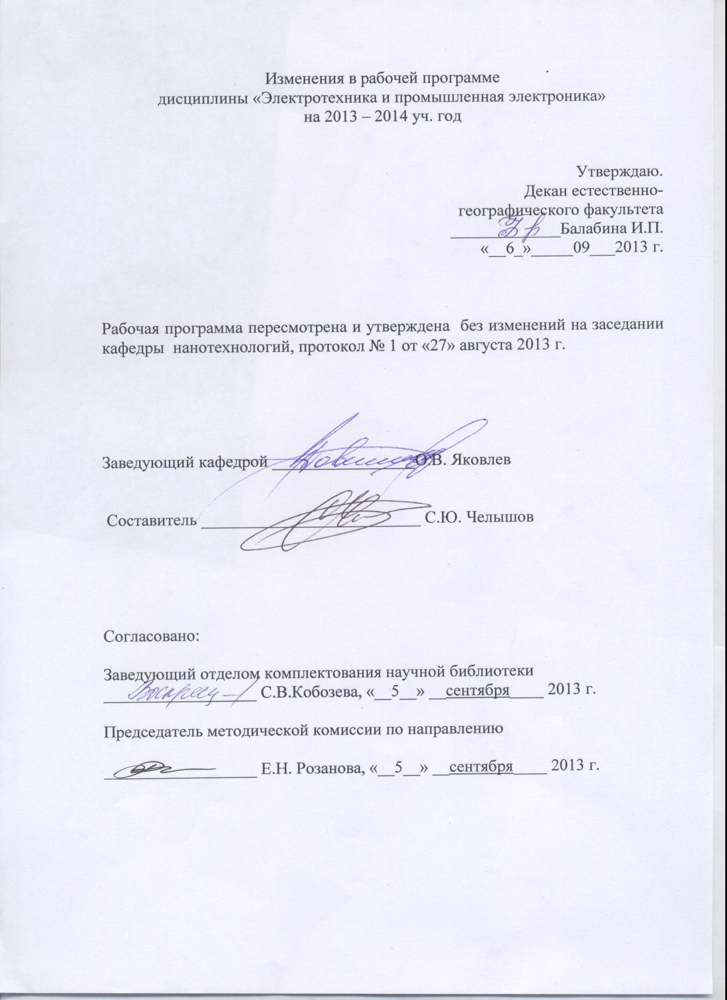 Изменения в рабочей программе
дисциплины «Электротехника и промышленная электроника»
на 2013 – 2014 уч. год
Утверждаю.
Декан естественно-
географического факультета
_____________Балабина И.П.
«__6_»_____09___2013 г.
Рабочая программа пересмотрена и утверждена без изменений на заседании
кафедры нанотехнологий, протокол № 1 от «27» августа 2013 г.
Заведующий кафедрой _________________О.В. Яковлев
Составитель __________________________ С.Ю. Челышов
Согласовано:
Заведующий отделом комплектования научной библиотеки
__________________ С.В.Кобозева, «__5__» __сентября____ 2013 г.
Председатель методической комиссии по направлению
__________________ Е.Н. Розанова, «__5__» __сентября____ 2013 г.